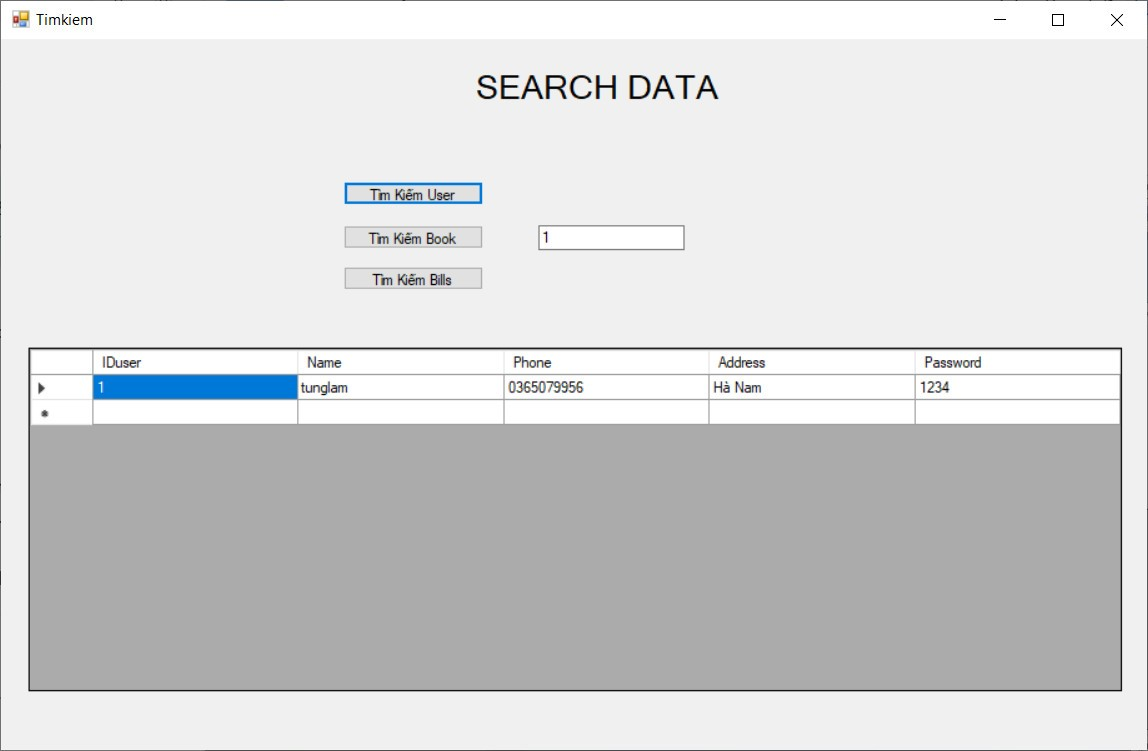 Timkiem
SEARCH DATA
Tìm Kiếm User
Tìm Kiếm Book
1
Tìm Kiếm Bills
IDuser Name Phone Address Password
1 tunglam 0365079956 Hà Nam 1234